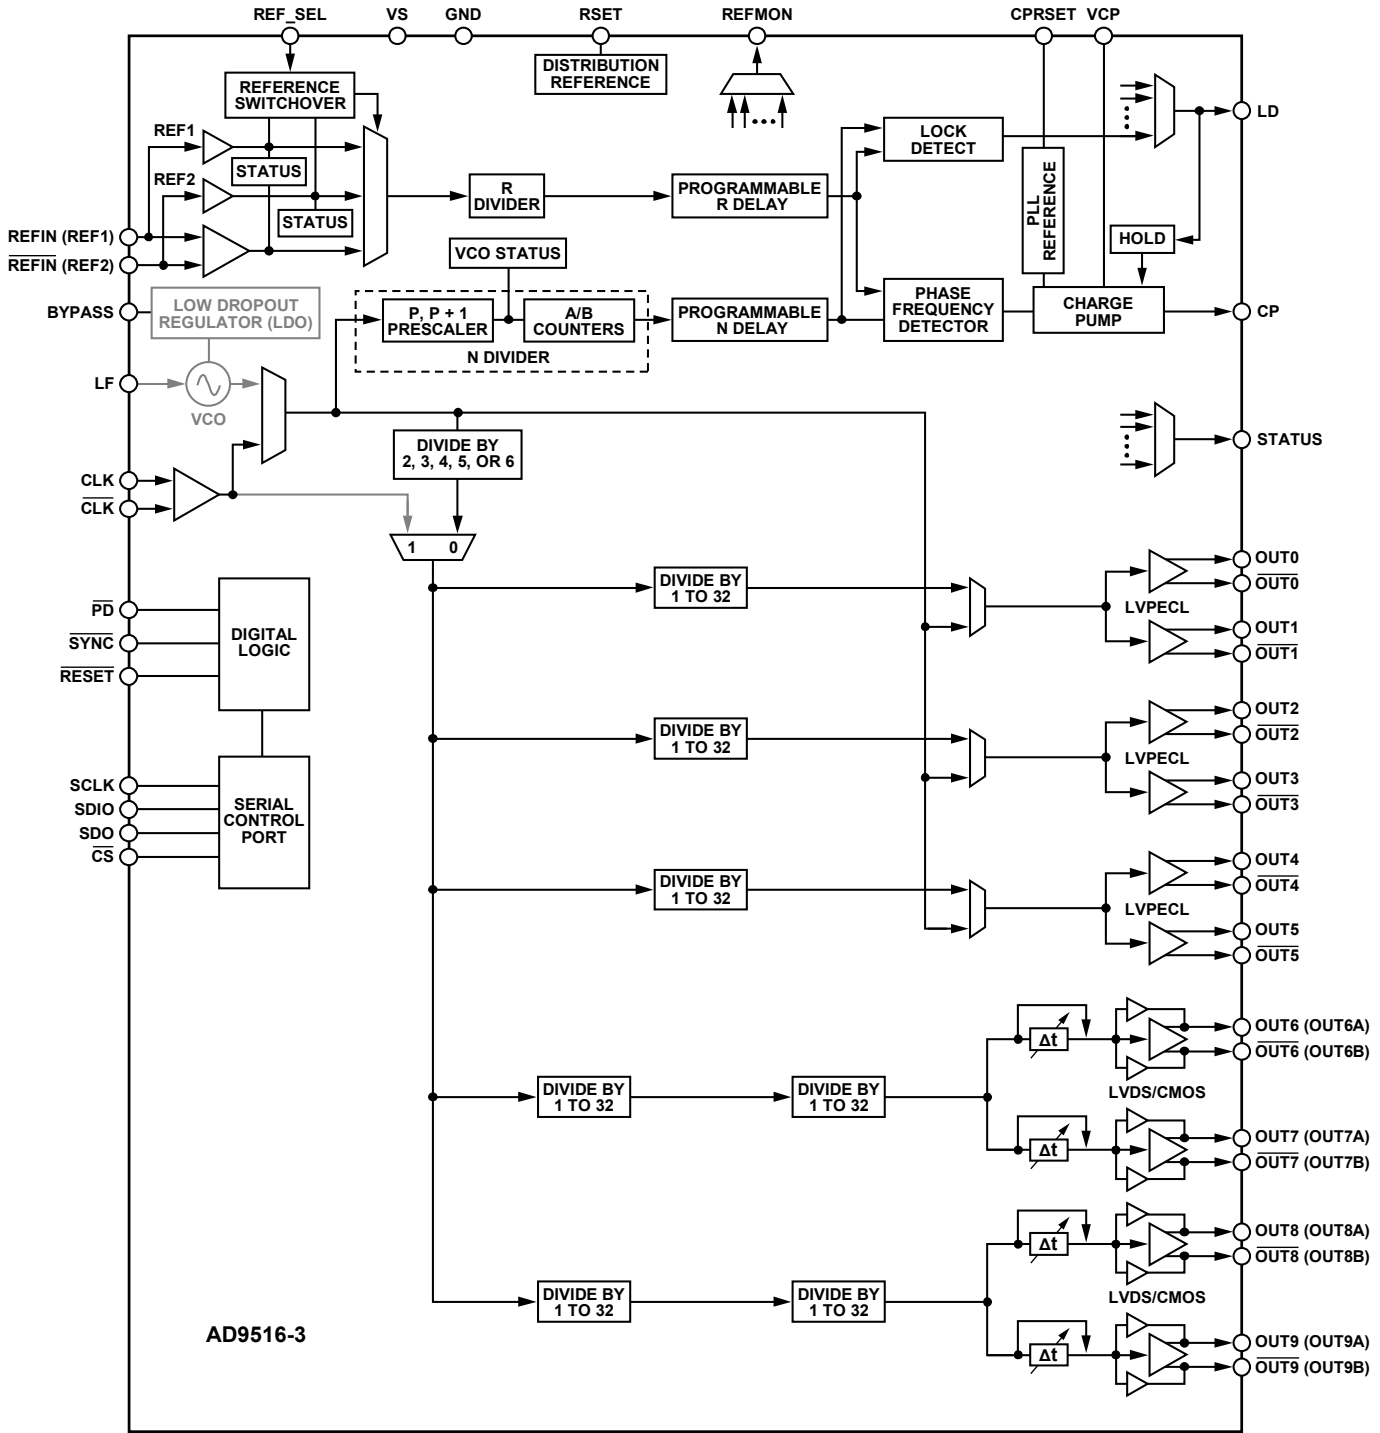 REF_SEL VS GND RSET REFMON CPRSET VCP
DISTRIBUTION
REFERENCE
REFERENCE
SWITCHOVER
LD
REF1
LOCK
DETECT
STATUS
REF2
R
DIVIDER
PROGRAMMABLE
R DELAY
PLL
REFERENCE
STATUS
REFIN (REF1)
REFIN (REF2)
HOLD
VCO STATUS
BYPASS
LOW DROPOUT
REGULATOR (LDO)
P, P + 1
PRESCALER
A/B
COUNTERS
N DIVIDER
PROGRAMMABLE
N DELAY
PHASE
FREQUENCY
DETECTOR
CHARGE
PUMP
CP
LF
VCO
STATUS
DIVIDE BY
2, 3, 4, 5, OR 6
CLK
CLK
1 0
DIVIDE BY
1 TO 32
OUT0
OUT0
LVPECL
OUT1
OUT1
PD
SYNC
RESET
DIGITAL
LOGIC
DIVIDE BY
1 TO 32
OUT2
OUT2
LVPECL
OUT3
OUT3
SCLK
SDIO
SDO
CS
SERIAL
CONTROL
PORT
DIVIDE BY
1 TO 32
OUT4
OUT4
LVPECL
OUT5
OUT5
Δt
OUT6 (OUT6A)
OUT6 (OUT6B)
DIVIDE BY
1 TO 32
DIVIDE BY
1 TO 32
LVDS/CMOS
Δt
OUT7 (OUT7A)
OUT7 (OUT7B)
Δt
OUT8 (OUT8A)
OUT8 (OUT8B)
DIVIDE BY
1 TO 32
DIVIDE BY
1 TO 32
LVDS/CMOS
Δt
OUT9 (OUT9A)
OUT9 (OUT9B)
AD9516-3